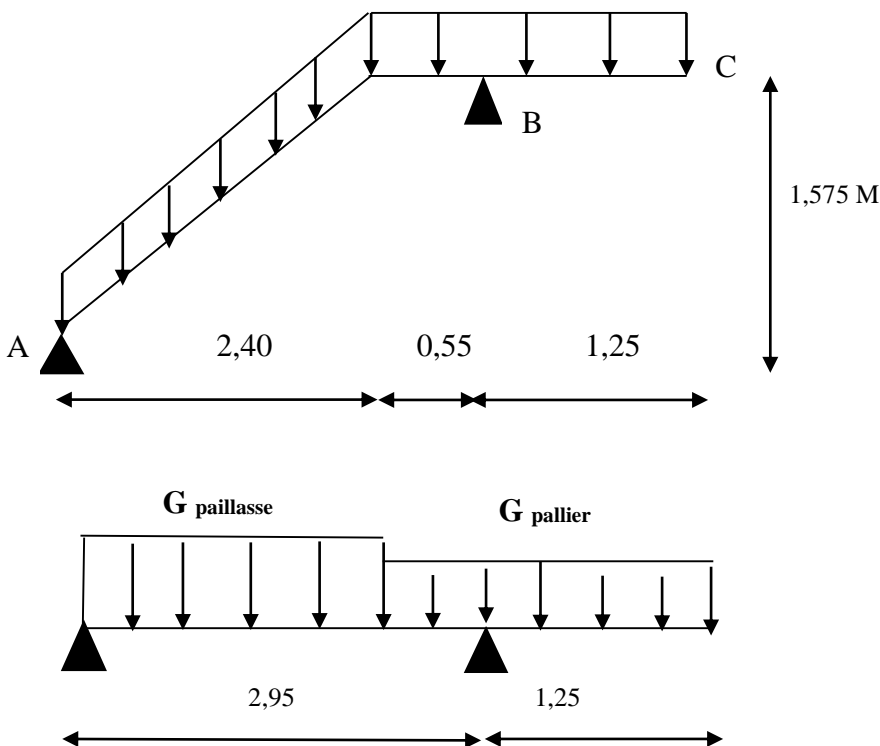 C
B
1,575 M
A
2,40 0,55 1,25
G paillasse
G pallier
2,95 1,25